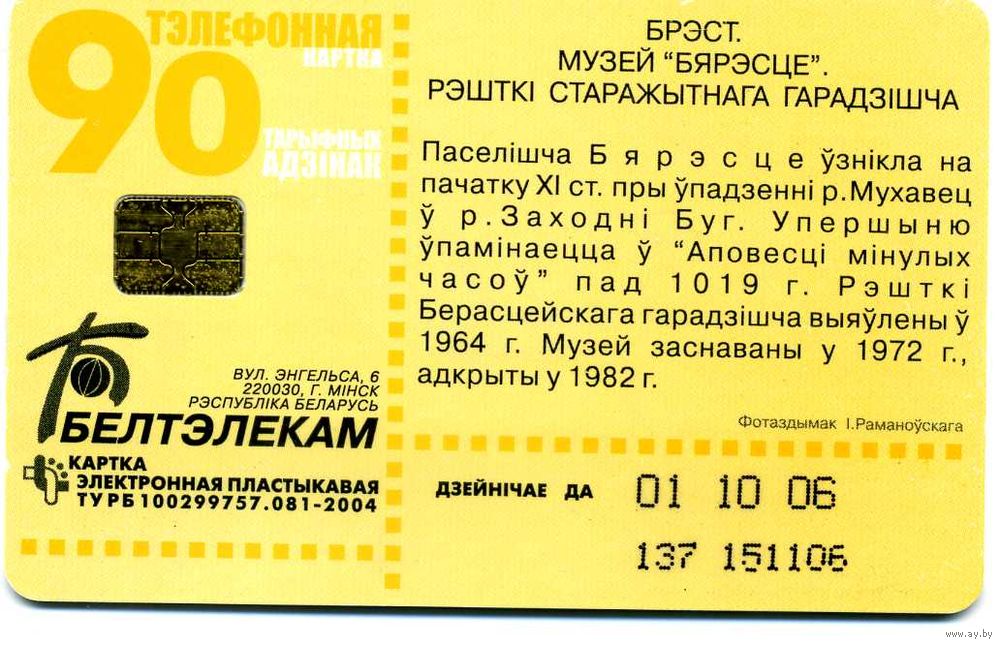 90
ТЭЛЕФОННАЯ
КАРТКА
ТАРЫФНЫХ
АДЗІНАК
ВУЛ. ЭНГЕЛЬСА, 6
220030, Г. МІНСК
РЭСПУБЛІКА БЕЛАРУСЬ
БЕЛТЭЛЕКАМ
КАРТКА
ЭЛЕКТРОННАЯ ПЛАСТЫКАВАЯ
ТУ РБ 100299757.081-2004
БРЭСТ.
МУЗЕЙ “БЯРЭСЦЕ”.
РЭШТКІ СТАРАЖЫТНАГА ГАРАДЗІШЧА
Паселішча Бярэсце ўзнікла на
пачатку XI ст. пры ўпадзенні р.Мухавец
ў р.Заходні Буг. Упершыню
ўпамінаецца ў “Аповесці мінулых
часоў” пад 1019 г. Рэшткі
Берасцейскага гарадзішча выяўлены ў
1964 г. Музей заснаваны у 1972 г.,
адкрыты у 1982 г.
Фотаздымак І.Раманоўскага
ДЗЕЙНІЧАЕ ДА 01 10 06
137 151106
www.ay.by